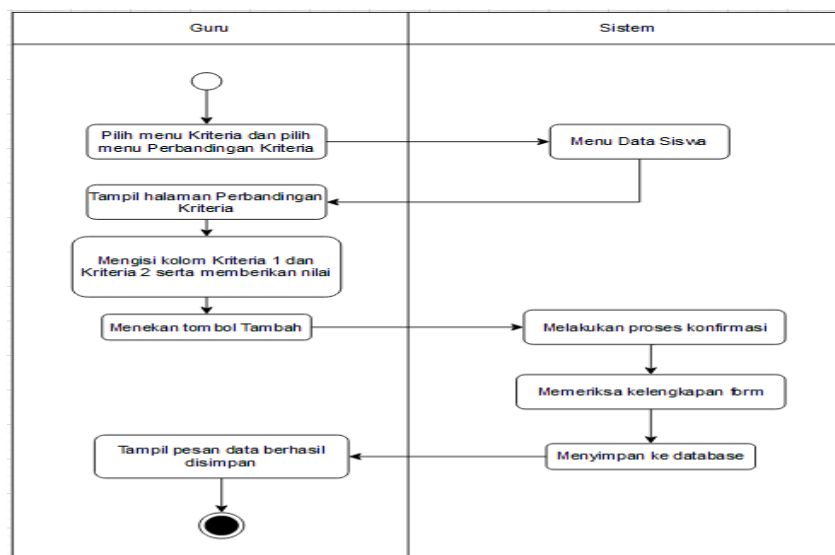 Guru
Sistem
Pilih menu Kriteria dan pilih
menu Perbandingan Kriteria
Menu Data Siswa
Tampil halaman Perbandingan
Kriteria
Mengisi kolom Kriteria 1 dan
Kriteria 2 serta memberikan nilai
Menekan tombol Tambah
Melakukan proses konfirmasi
Memeriksa kelengkapan form
Menyimpan ke database
Tampil pesan data berhasil
disimpan